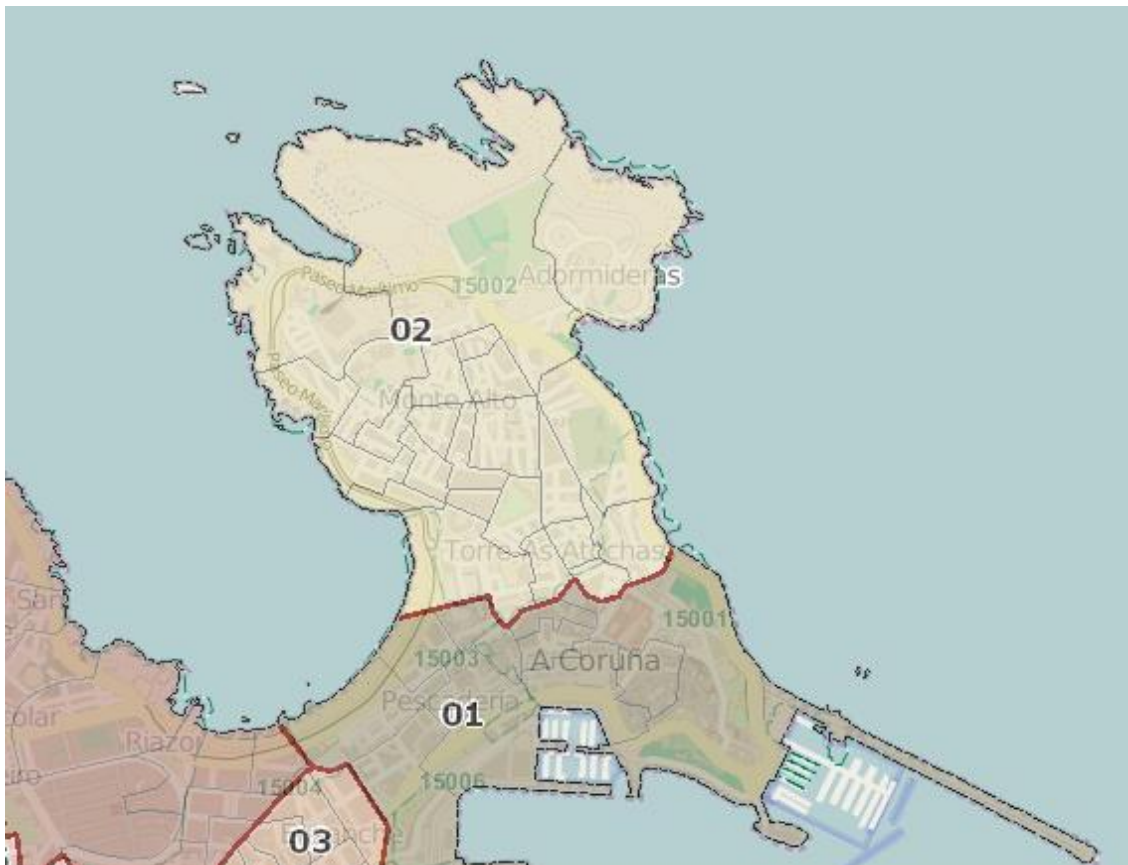 Adormideras
Paseo Marítimo
15002
02
Paseo Marítimo
Monte Alto
Torre As Atochas
San
15001
15003
A Coruña
Pescadería
01
Riazor
15004
15006
03